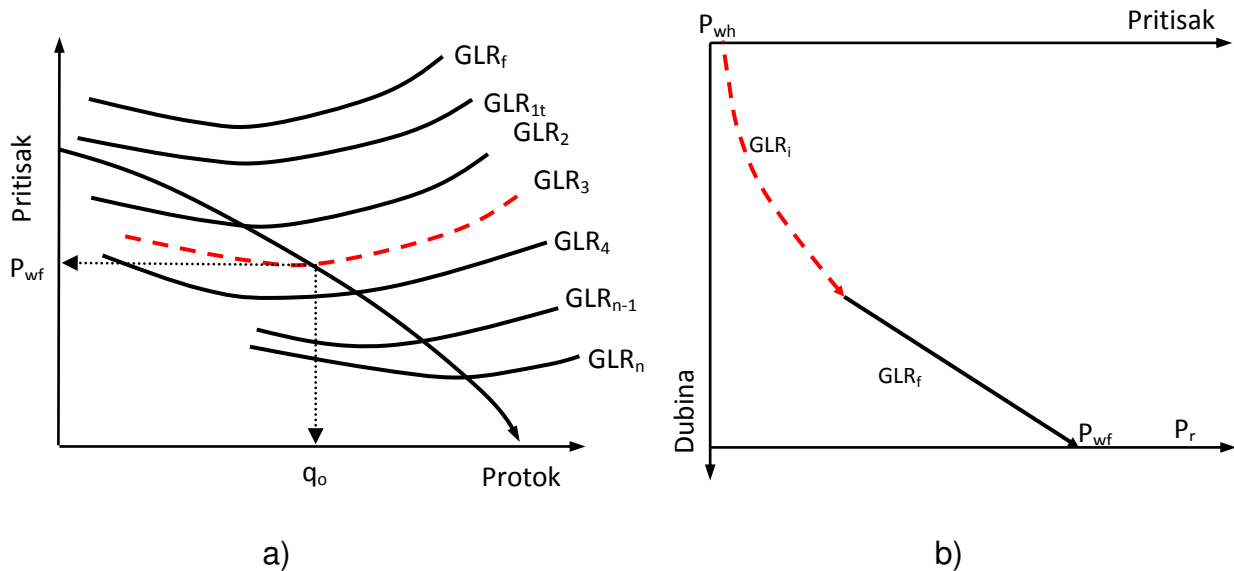 GLR_f
GLR_1t
GLR_2
GLR_3
GLR_4
GLR_n-1
GLR_n
Pritisak
P_wf
q_o
Protok
a)
P_wh
Pritisak
GLR_i
GLR_f
Dubina
P_wf
P_r
b)